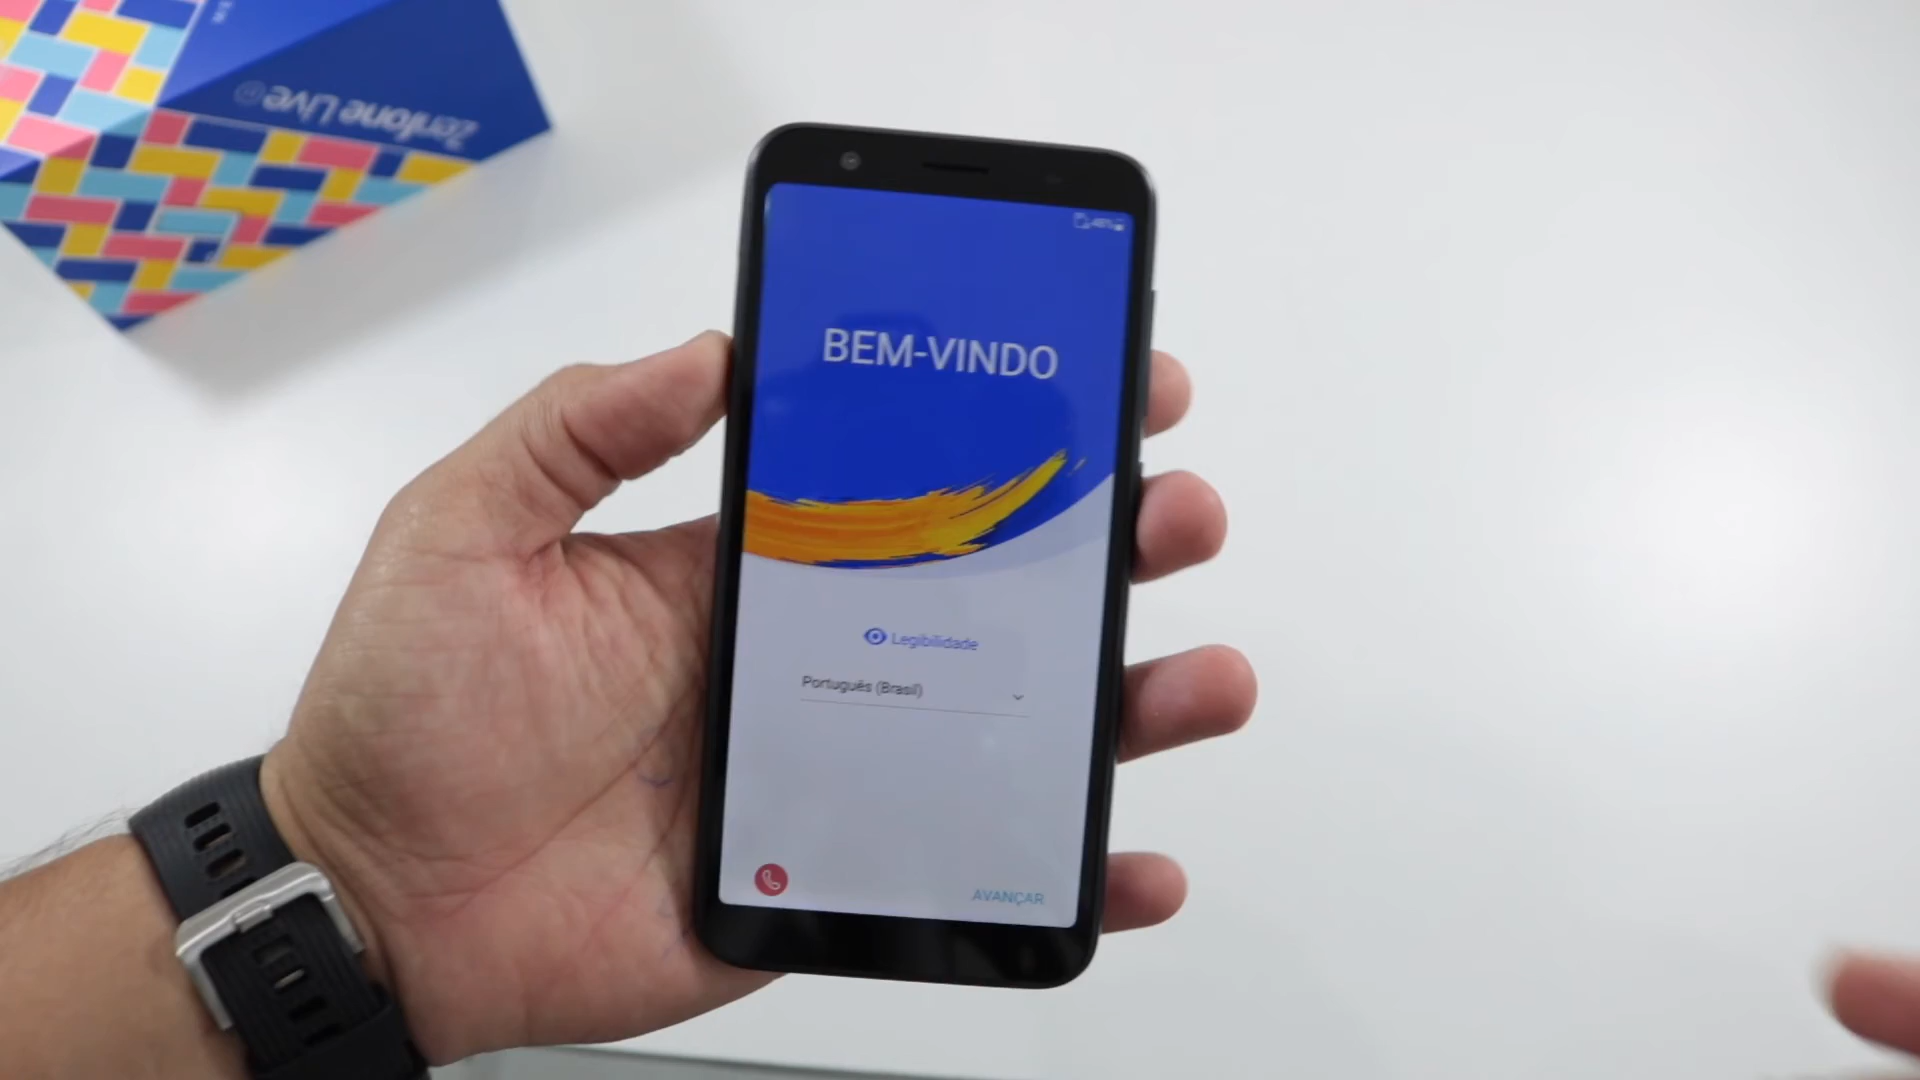 Zenfone Live
BEM-VINDO
Legibilidade
Português (Brasil)
AVANÇAR